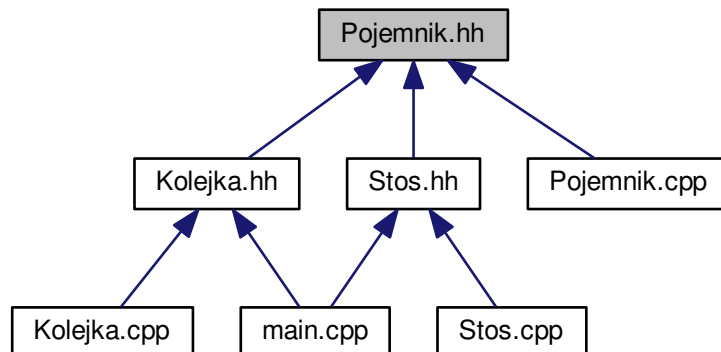 Pojemnik.hh
Kolejka.hh
Stos.hh
Pojemnik.cpp
Kolejka.cpp
main.cpp
Stos.cpp